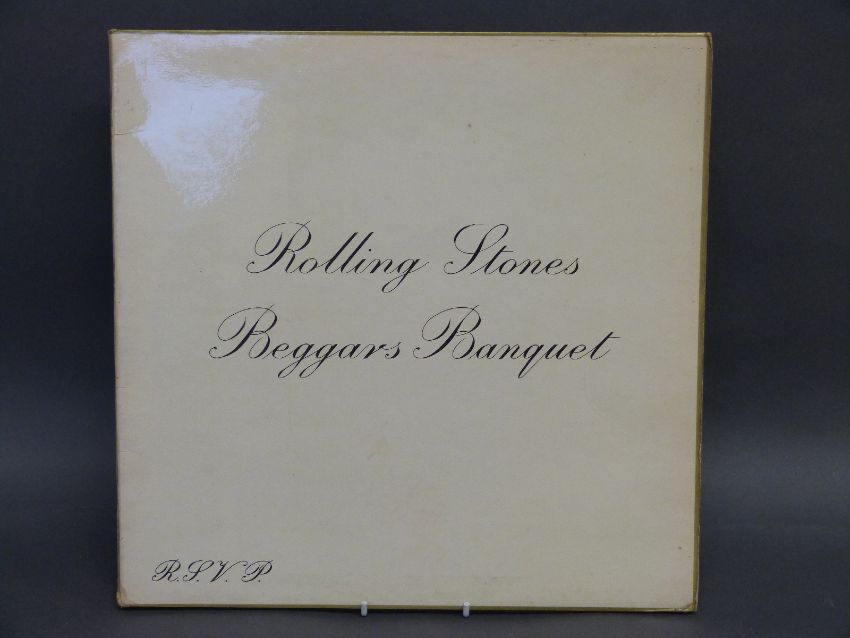 Rolling Stones
Beggars Banquet
R.S.V.P.